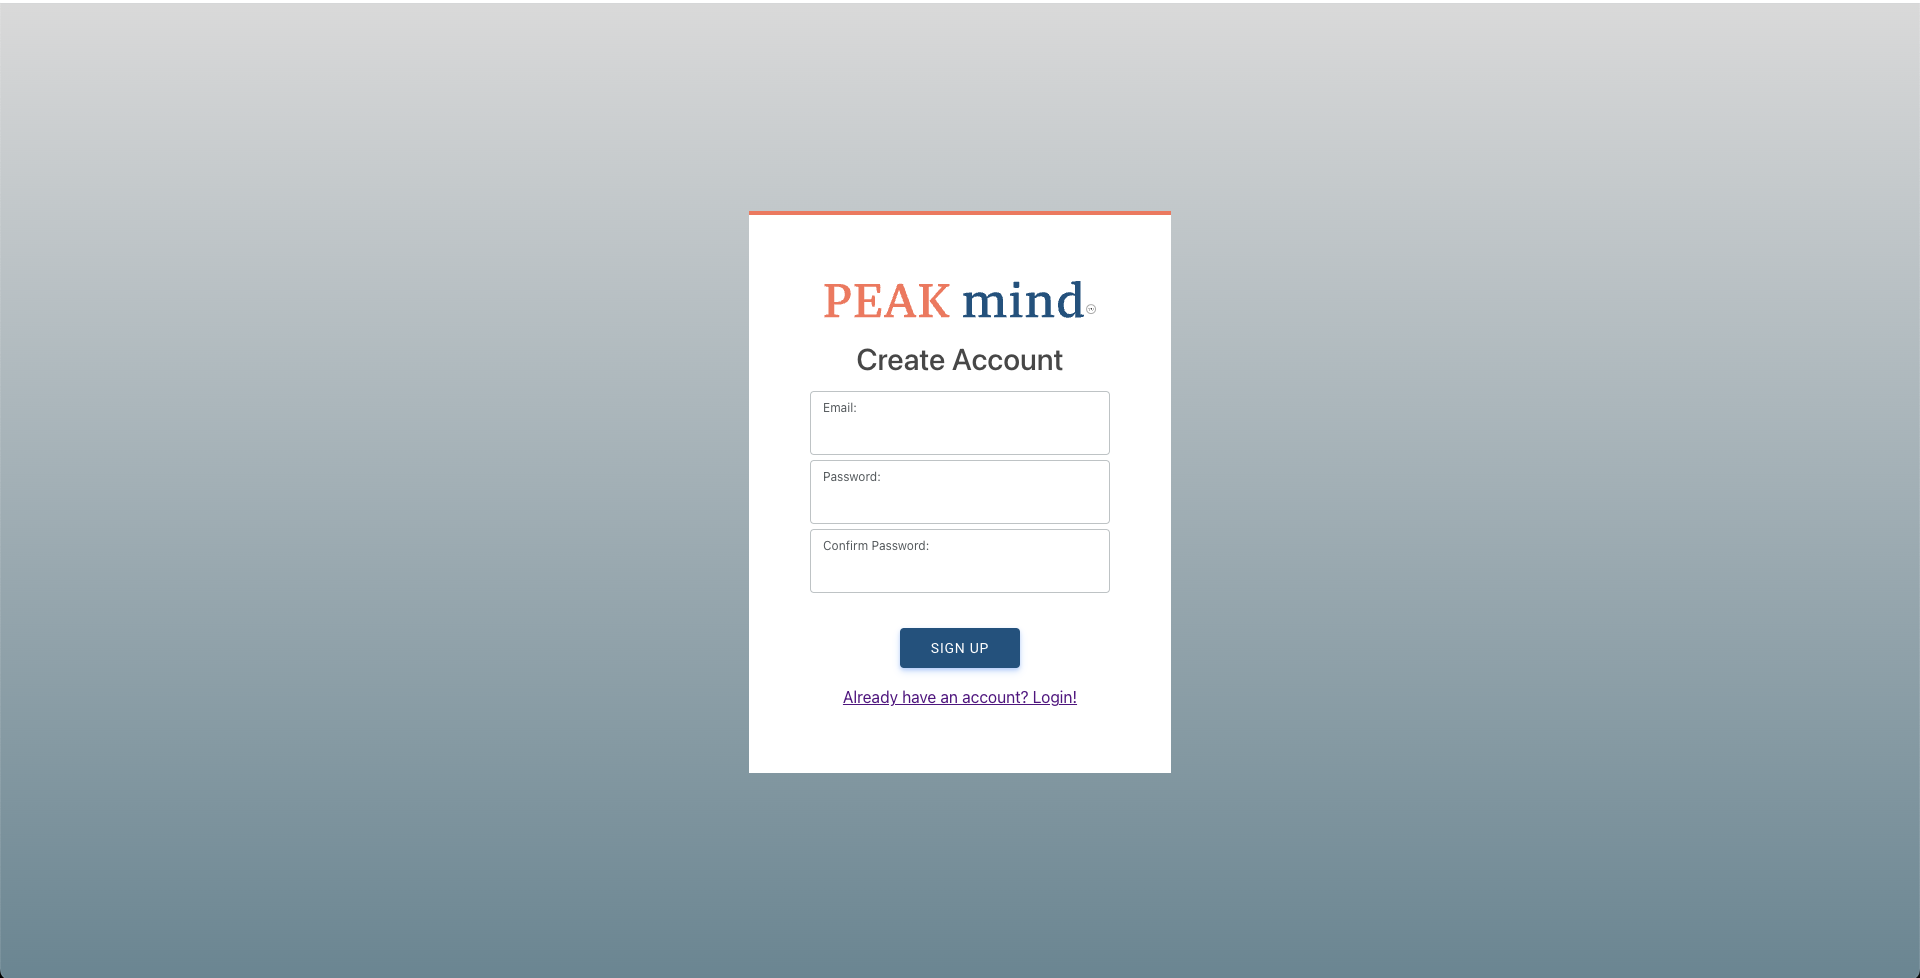 PEAK mind
Create Account
Email:
Password:
Confirm Password:
SIGN UP
Already have an account? Login!